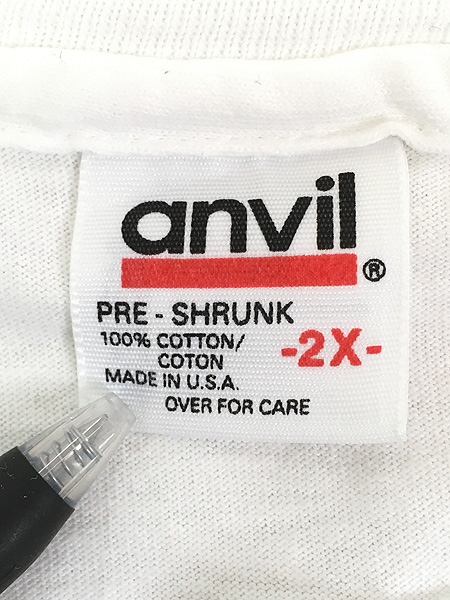 anvil®
PRE - SHRUNK
100% COTTON/
COTON
-2X-
MADE IN U.S.A.
OVER FOR CARE